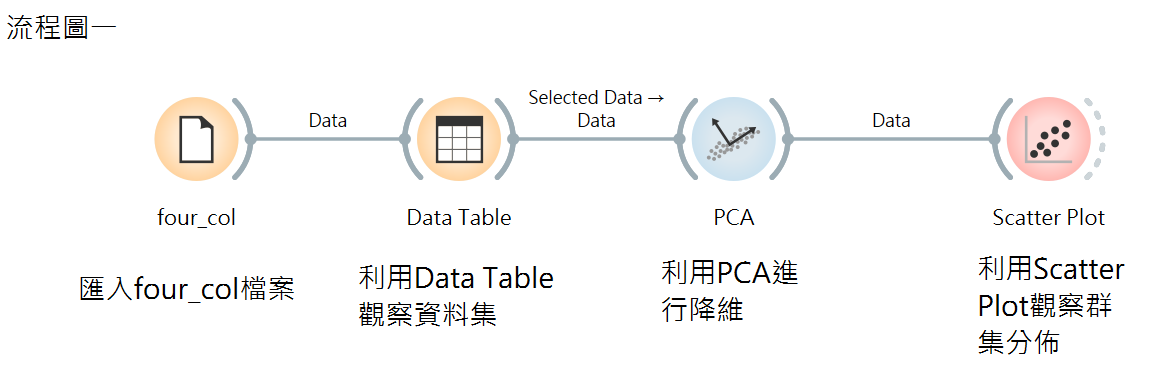 流程圖一
Data
Selected Data →
Data
Data
four_col
Data Table
PCA
Scatter Plot
匯入four_col檔案
利用Data Table
觀察資料集
利用PCA進
行降維
利用Scatter
Plot觀察群
集分佈